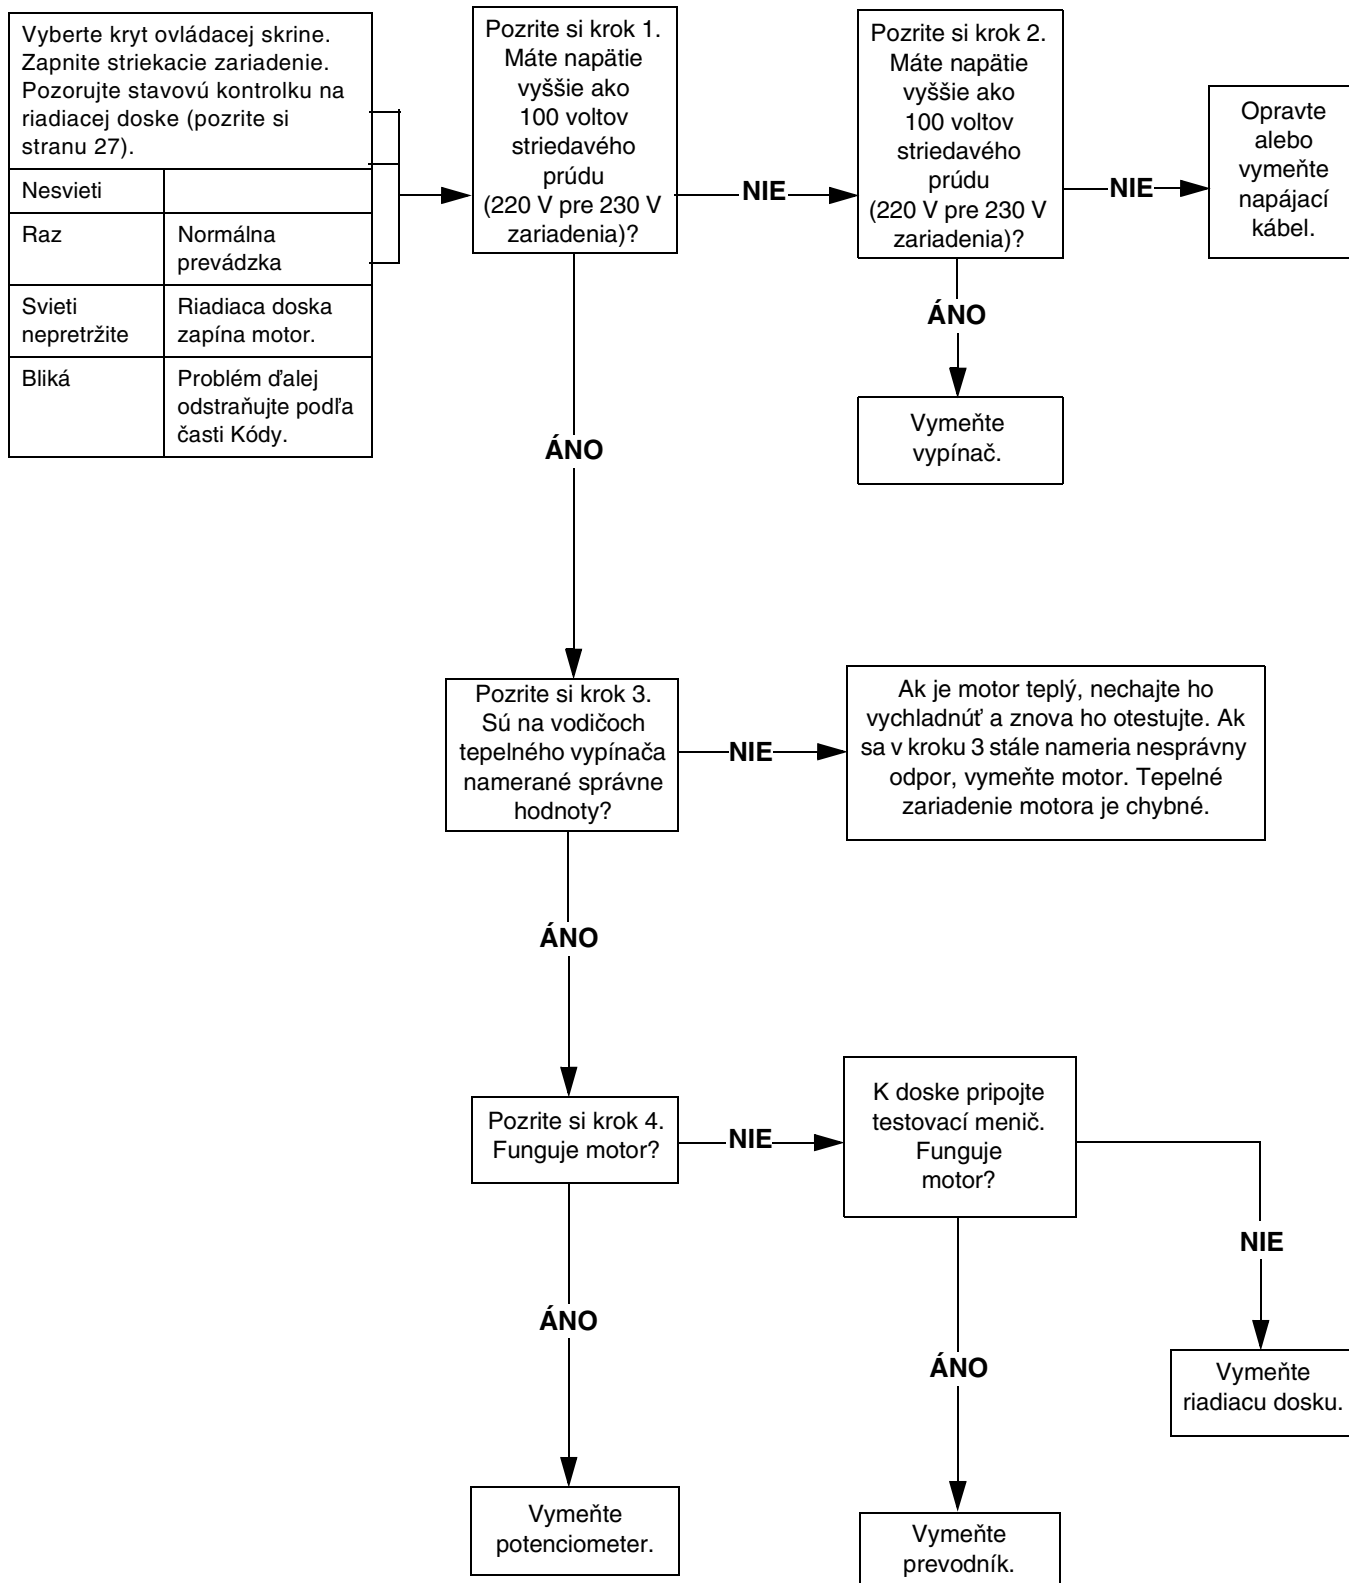 Vyberte kryt ovládacej skrine.
Zapnite striekacie zariadenie.
Pozorujte stavovú kontrolku na
riadiacej doske (pozrite si
stranu 27).
Nesvieti
Raz
Normálna
prevádzka
Svieti
nepretržite
Riadiaca doska
zapína motor.
Bliká
Problém ďalej
odstraňujte podľa
časti Kódy.
Pozrite si krok 1.
Máte napätie
vyššie ako
100 voltov
striedavého
prúdu
(220 V pre 230 V
zariadenia)?
NIE
Pozrite si krok 2.
Máte napätie
vyššie ako
100 voltov
striedavého
prúdu
(220 V pre 230 V
zariadenia)?
NIE
Opravte
alebo
vymeňte
napájací
kábel.
ÁNO
Vymeňte
vypínač.
ÁNO
Pozrite si krok 3.
Sú na vodičoch
tepelného vypínača
namerané správne
hodnoty?
NIE
Ak je motor teplý, nechajte ho
vychladnúť a znova ho otestujte. Ak
sa v kroku 3 stále nameria nesprávny
odpor, vymeňte motor. Tepelné
zariadenie motora je chybné.
ÁNO
Pozrite si krok 4.
Funguje motor?
NIE
K doske pripojte
testovací menič.
Funguje
motor?
NIE
Vymeňte
riadiacu dosku.
ÁNO
Vymeňte
potenciometer.
ÁNO
Vymeňte
prevodník.